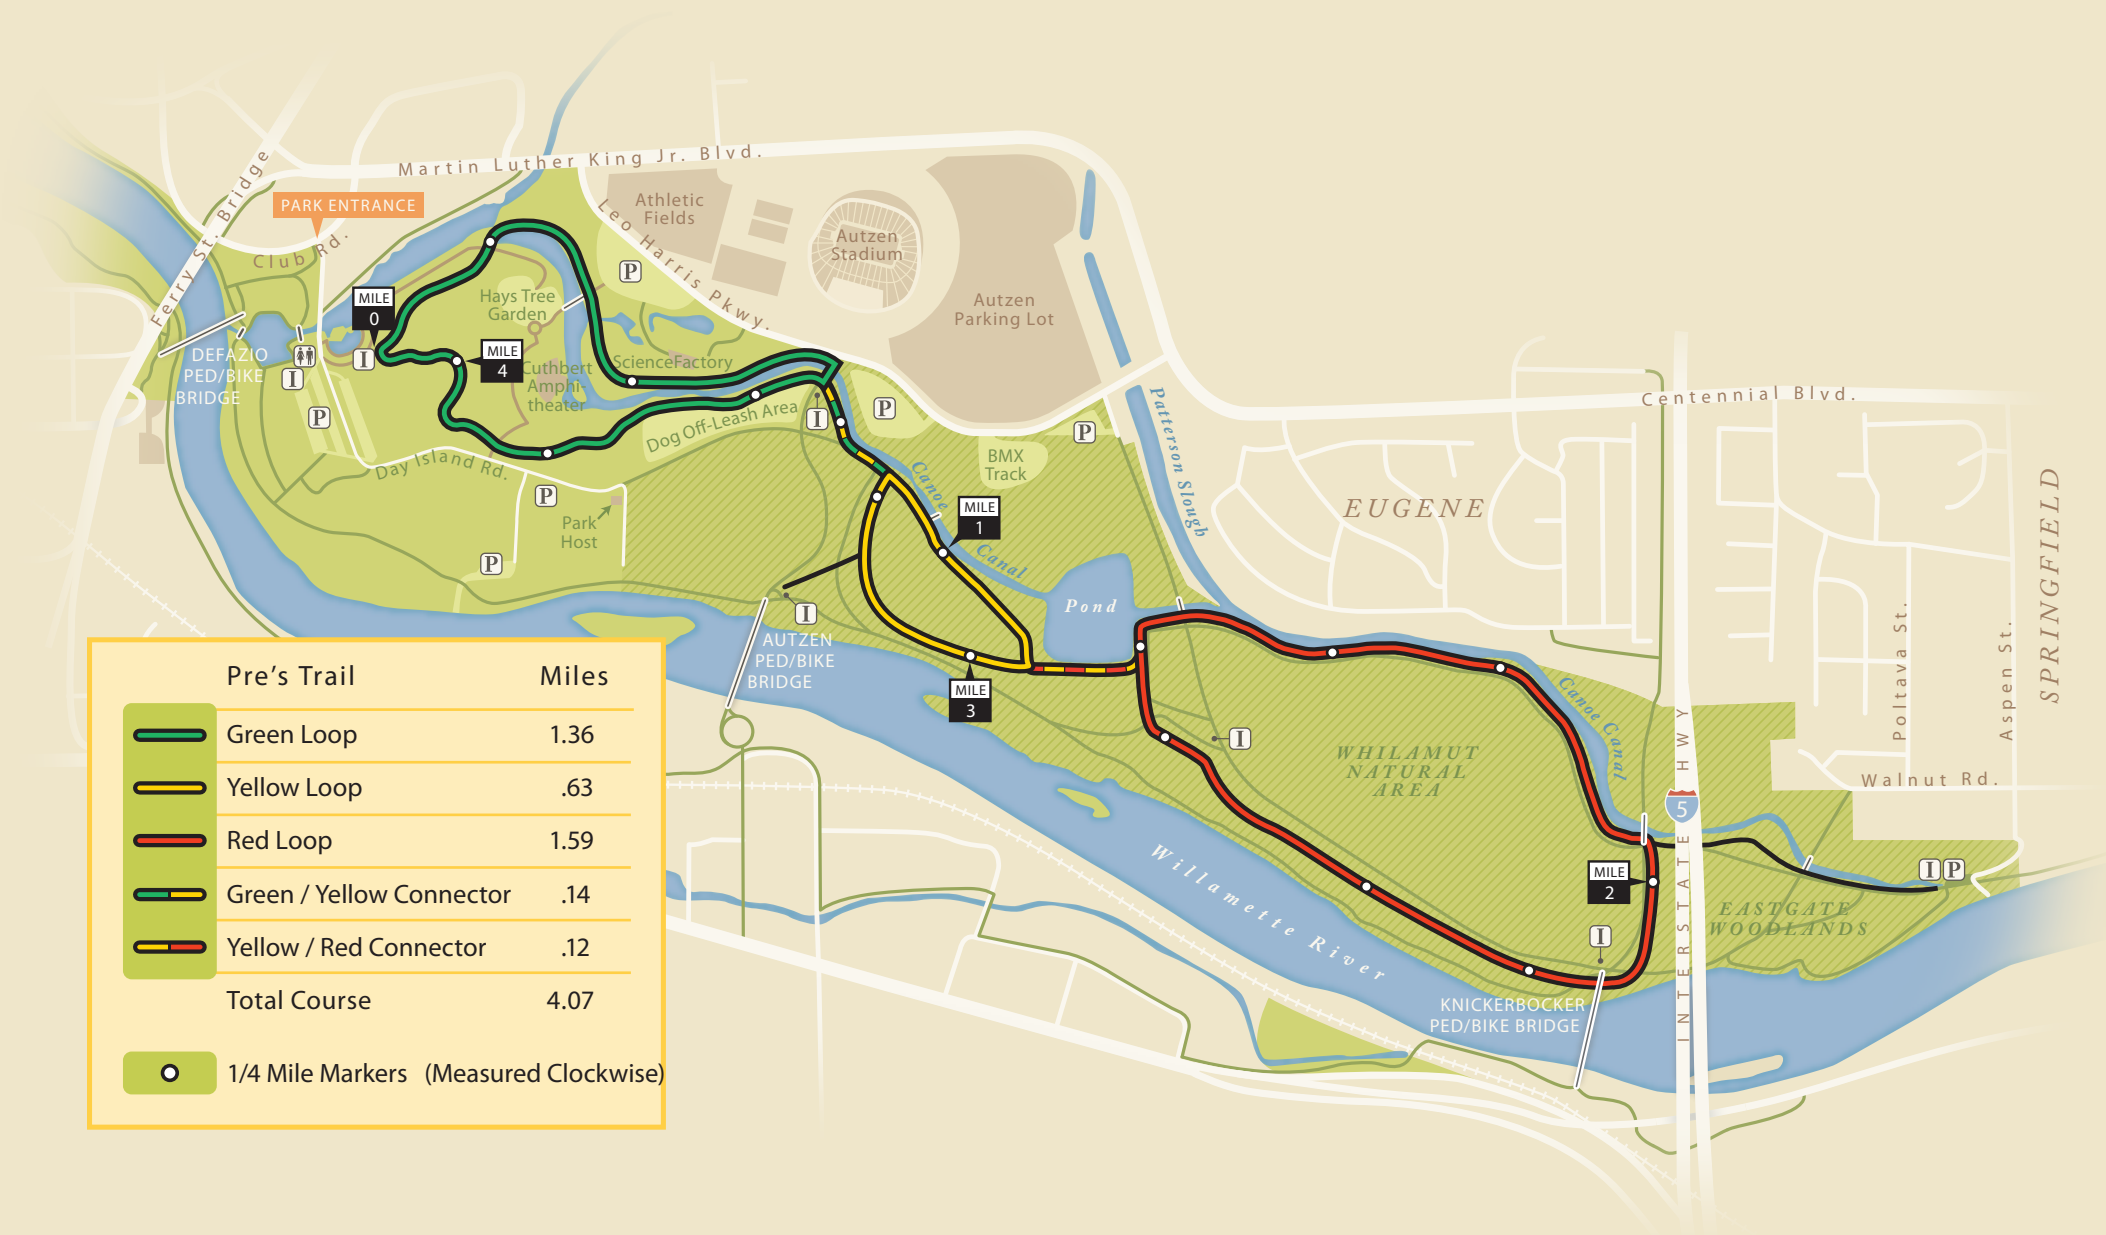 Martin Luther King Jr. Blvd.
Ferry St. Bridge
PARK ENTRANCE
Club Rd.
Athletic
Fields
Leo Harris Pkwy.
Autzen
Stadium
Autzen
Parking Lot
P
MILE
0
Hays Tree
Garden
I
MILE
4
DEFAZIO
PED/BIKE
BRIDGE
I
P
Cuthbert
Amphi-
theater
ScienceFactory
Dog Off-Leash Area
I
P
P
Day Island Rd.
P
Park
Host
P
BMX
Track
Canoe
Canal
MILE
1
Patterson Slough
Pond
I
AUTZEN
PED/BIKE
BRIDGE
MILE
3
EUGENE
Centennial Blvd.
SPRINGFIELD
Poltava St.
Aspen St.
Walnut Rd.
Canoe Canal
I
WHILAMUT
NATURAL
AREA
INTERSTATE HWY
5
MILE
2
I
I P
EASTGATE
WOODLANDS
Willamette River
KNICKERBOCKER
PED/BIKE BRIDGE
Pre's Trail Miles
Green Loop 1.36
Yellow Loop .63
Red Loop 1.59
Green / Yellow Connector .14
Yellow / Red Connector .12
Total Course 4.07
1/4 Mile Markers (Measured Clockwise)